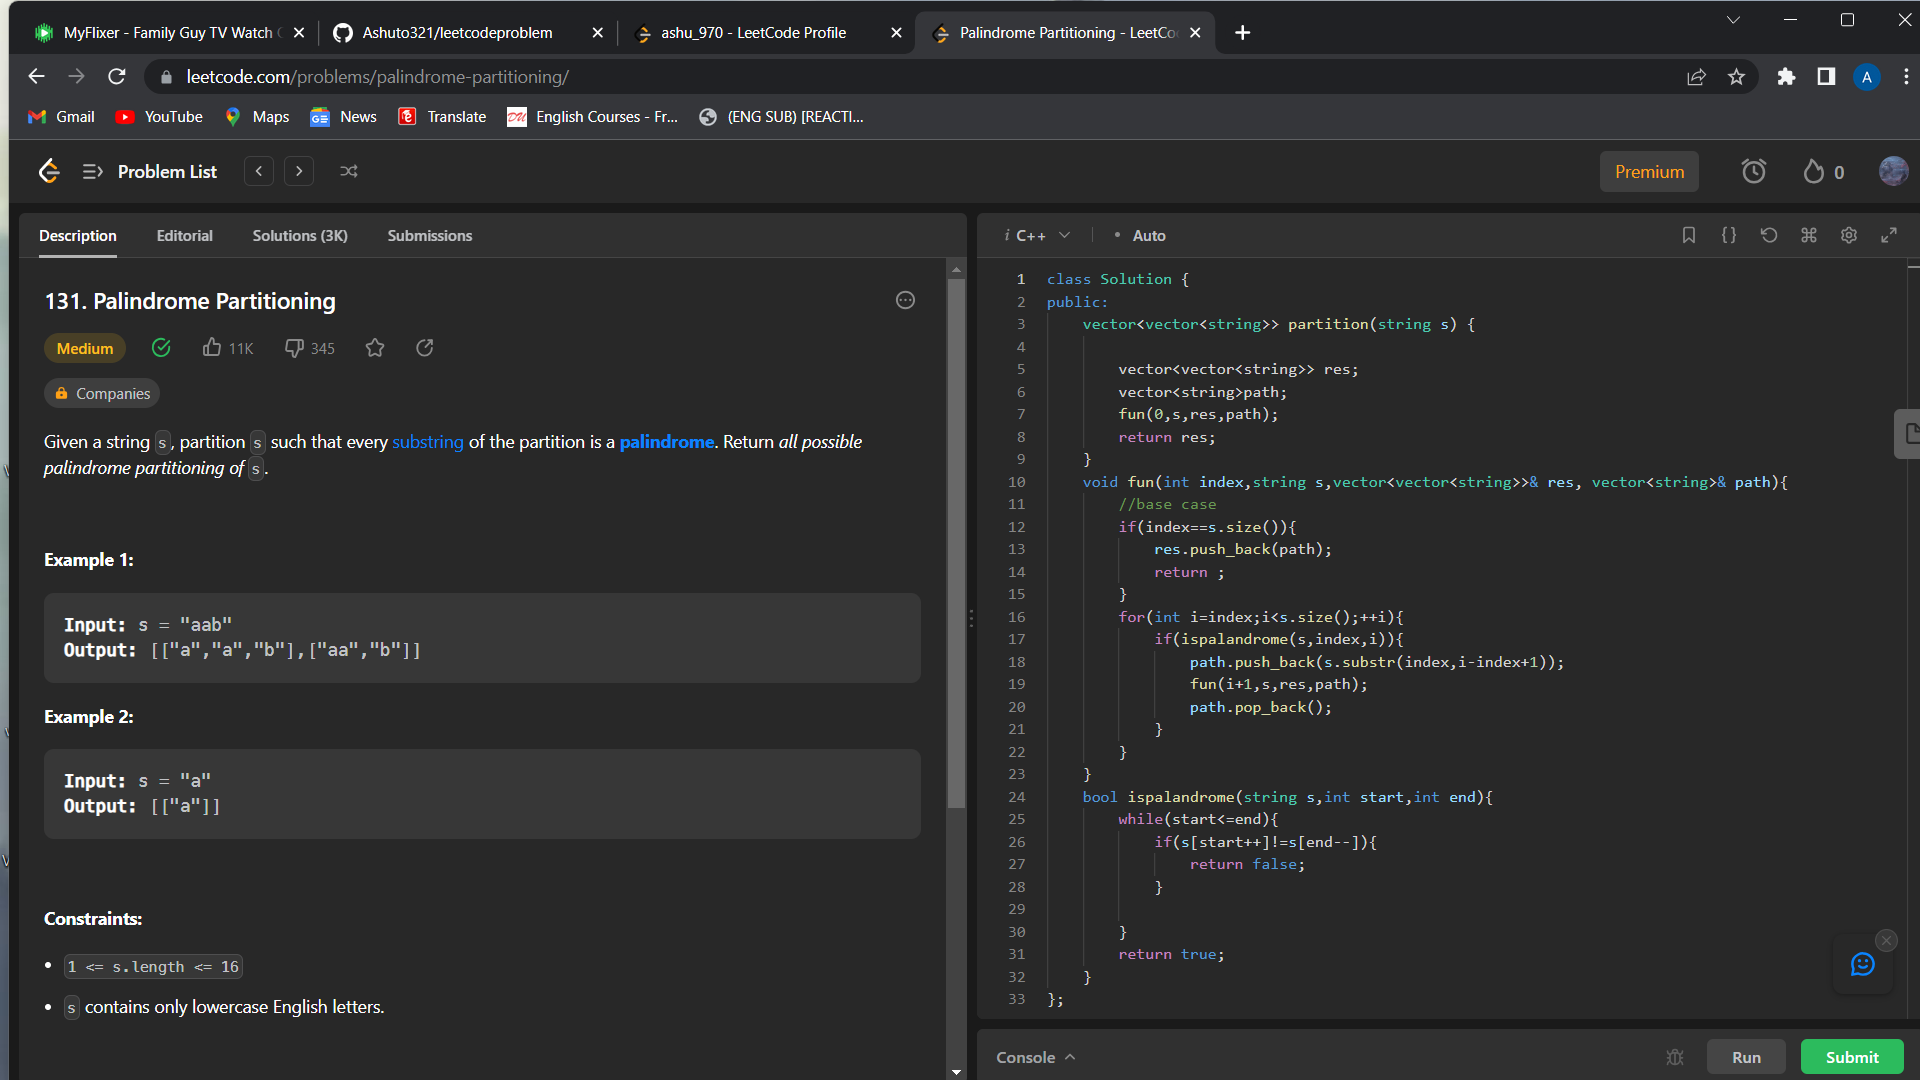 MyFlixer - Family Guy TV Watch
Ashuto321/leetcodeproblem
ashu_970 - LeetCode Profile
Palindrome Partitioning - LeetCo
leetcode.com/problems/palindrome-partitioning/
A
Gmail
YouTube
Maps
News
Translate
English Courses - Fr...
(ENG SUB) [REACTI...
Problem List
Premium
0
Description Editorial Solutions (3K) Submissions
131. Palindrome Partitioning
Medium 11K 345
Companies
Given a string s, partition s such that every substring of the partition is a palindrome. Return all possible
palindrome partitioning of s.
Example 1:
Input: s = "aab"
Output: [["a","a","b"],["aa","b"]]
Example 2:
Input: s = "a"
Output: [["a"]]
Constraints:
• 1 <= s.length <= 16
• s contains only lowercase English letters.
i C++ • Auto
1 class Solution {
2 public:
3     vector<vector<string>> partition(string s) {
4
5         vector<vector<string>> res;
6         vector<string>path;
7         fun(0,s,res,path);
8         return res;
9     }
10     void fun(int index,string s,vector<vector<string>>& res, vector<string>& path){
11         //base case
12         if(index==s.size()){
13             res.push_back(path);
14             return ;
15         }
16         for(int i=index;i<s.size();++i){
17             if(ispalandrome(s,index,i)){
18                 path.push_back(s.substr(index,i-index+1));
19                 fun(i+1,s,res,path);
20                 path.pop_back();
21             }
22         }
23     }
24     bool ispalandrome(string s,int start,int end){
25         while(start<=end){
26             if(s[start++]!=s[end--]){
27                 return false;
28             }
29
30         }
31         return true;
32     }
33 };
Console
Run
Submit